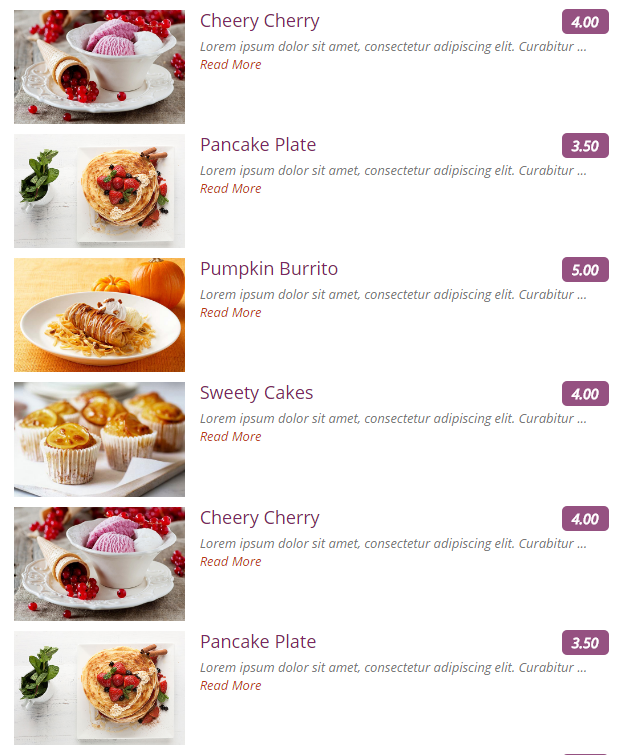 Cheery Cherry 4.00
Lorem ipsum dolor sit amet, consectetur adipiscing elit. Curabitur ...
Read More
Pancake Plate 3.50
Lorem ipsum dolor sit amet, consectetur adipiscing elit. Curabitur ...
Read More
Pumpkin Burrito 5.00
Lorem ipsum dolor sit amet, consectetur adipiscing elit. Curabitur ...
Read More
Sweety Cakes 4.00
Lorem ipsum dolor sit amet, consectetur adipiscing elit. Curabitur ...
Read More
Cheery Cherry 4.00
Lorem ipsum dolor sit amet, consectetur adipiscing elit. Curabitur ...
Read More
Pancake Plate 3.50
Lorem ipsum dolor sit amet, consectetur adipiscing elit. Curabitur ...
Read More